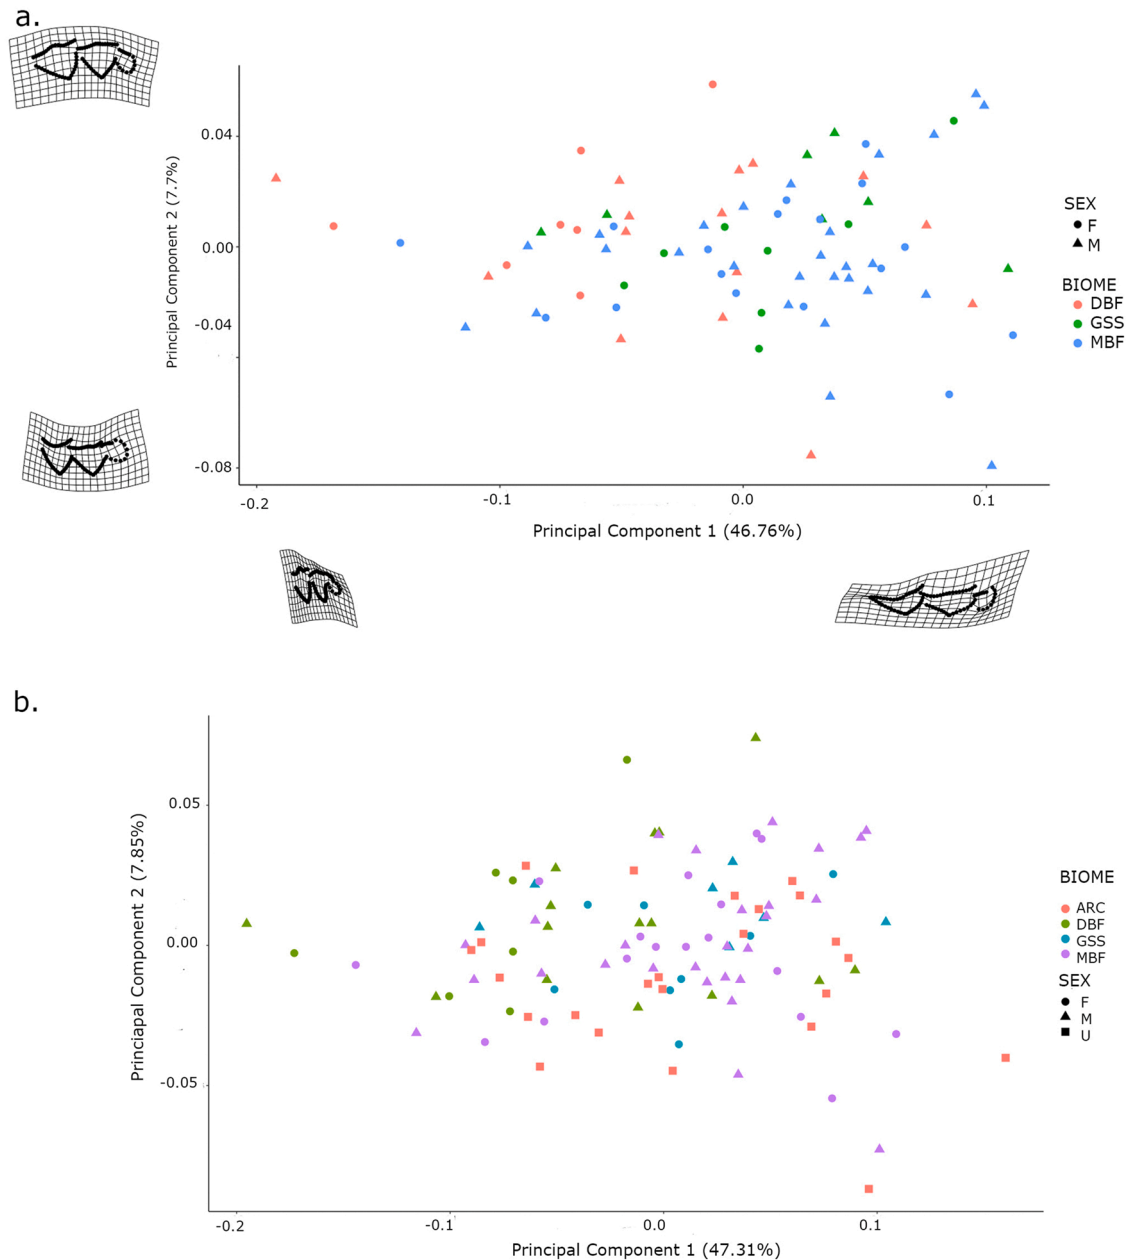 a.
Principal Component 2 (7.7%)
0.04
0.00
-0.04
-0.08
-0.2
-0.1
0.0
0.1
Principal Component 1 (46.76%)
SEX
F
M
BIOME
DBF
GSS
MBF
b.
Princiapal Component 2 (7.85%)
0.05
0.00
-0.05
-0.2
-0.1
0.0
0.1
Principal Component 1 (47.31%)
BIOME
ARC
DBF
GSS
MBF
SEX
F
M
U